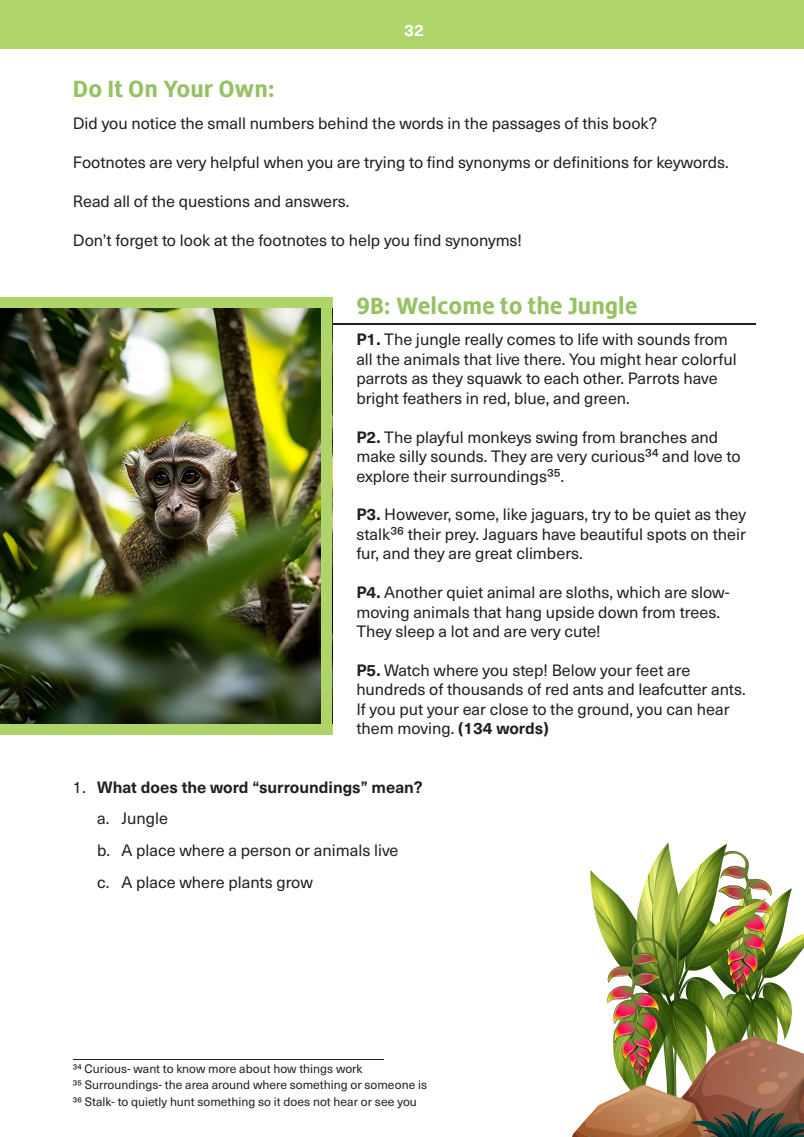 32
Do It On Your Own:
Did you notice the small numbers behind the words in the passages of this book?
Footnotes are very helpful when you are trying to find synonyms or definitions for keywords.
Read all of the questions and answers.
Don't forget to look at the footnotes to help you find synonyms!
9B: Welcome to the Jungle
P1. The jungle really comes to life with sounds from
all the animals that live there. You might hear colorful
parrots as they squawk to each other. Parrots have
bright feathers in red, blue, and green.
P2. The playful monkeys swing from branches and
make silly sounds. They are very curious³⁴ and love to
explore their surroundings³⁵.
P3. However, some, like jaguars, try to be quiet as they
stalk³⁶ their prey. Jaguars have beautiful spots on their
fur, and they are great climbers.
P4. Another quiet animal are sloths, which are slow-
moving animals that hang upside down from trees.
They sleep a lot and are very cute!
P5. Watch where you step! Below your feet are
hundreds of thousands of red ants and leafcutter ants.
If you put your ear close to the ground, you can hear
them moving. (134 words)
1. What does the word “surroundings” mean?
a. Jungle
b. A place where a person or animals live
c. A place where plants grow
³⁴ Curious- want to know more about how things work
³⁵ Surroundings- the area around where something or someone is
³⁶ Stalk- to quietly hunt something so it does not hear or see you